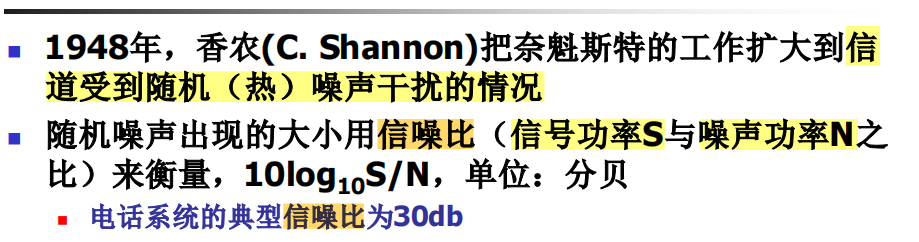 1948年，香农(C. Shannon)把奈魁斯特的工作扩大到信
道受到随机（热）噪声干扰的情况
随机噪声出现的大小用信噪比（信号功率S与噪声功率N之
比）来衡量，10log10S/N，单位：分贝
电话系统的典型信噪比为30db